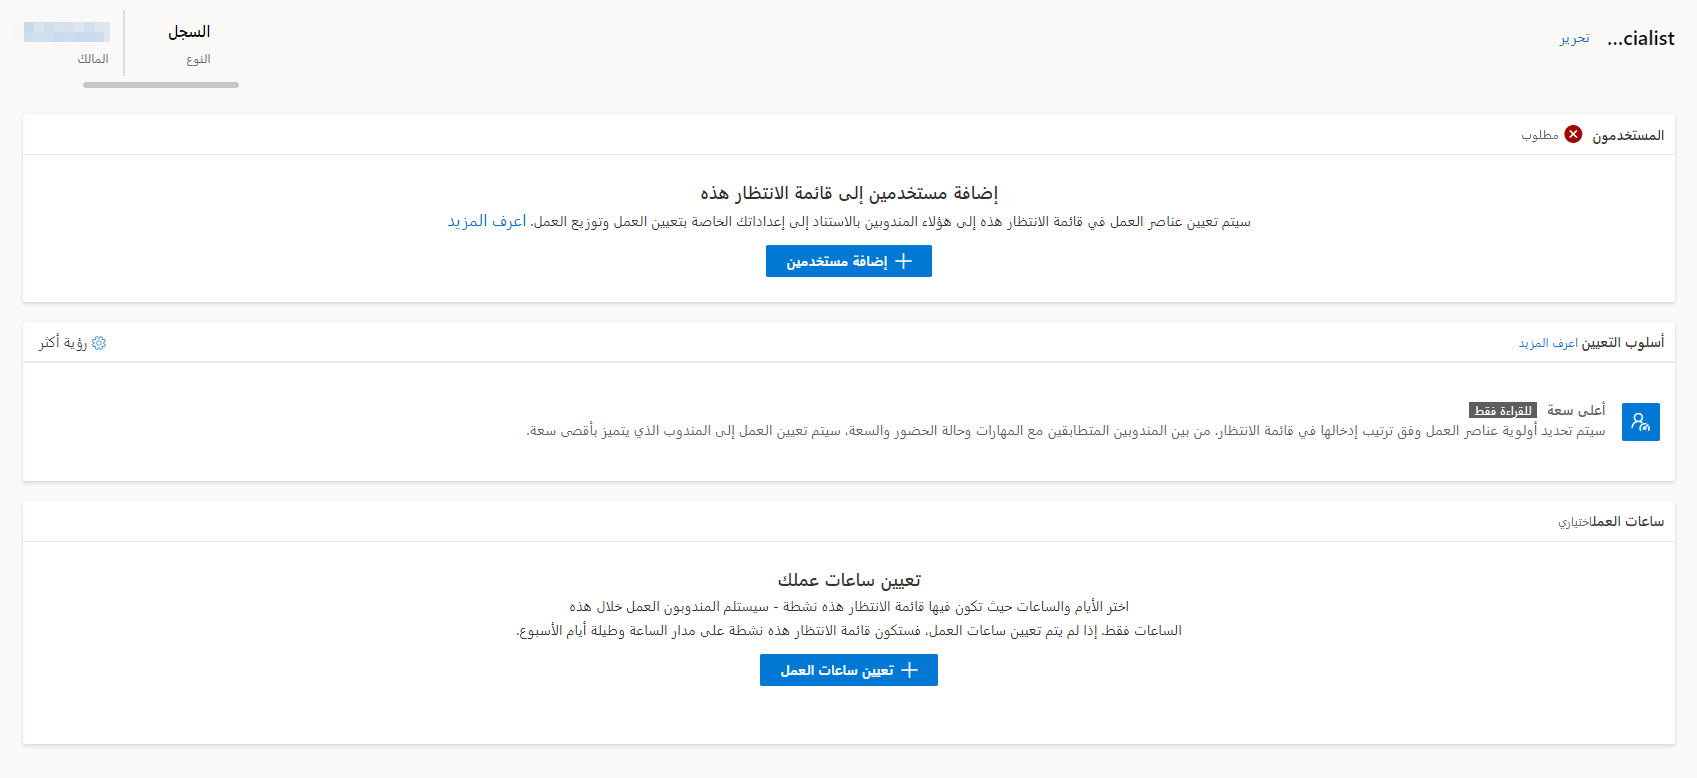 ...cialist
تحرير
السجل
النوع
المالك
المستخدمون
مطلوب
إضافة مستخدمين إلى قائمة الانتظار هذه
سيتم تعيين عناصر العمل في قائمة الانتظار هذه إلى هؤلاء المندوبين بالاستناد إلى إعداداتك الخاصة بتعيين العمل وتوزيع العمل. اعرف المزيد
إضافة مستخدمين
أسلوب التعيين اعرف المزيد
رؤية أكثر
أعلى سعة للقراءة فقط
سيتم تحديد أولوية عناصر العمل وفق ترتيب إدخالها في قائمة الانتظار. من بين المندوبين المتطابقين مع المهارات وحالة الحضور والسعة، سيتم تعيين العمل إلى المندوب الذي يتميز بأقصى سعة.
ساعات العمل اختياري
تعيين ساعات عملك
اختر الأيام والساعات حيث تكون فيها قائمة الانتظار هذه نشطة - سيستلم المندوبون العمل خلال هذه
الساعات فقط. إذا لم يتم تعيين ساعات العمل، فستكون قائمة الانتظار هذه نشطة على مدار الساعة وطيلة أيام الأسبوع.
تعيين ساعات العمل